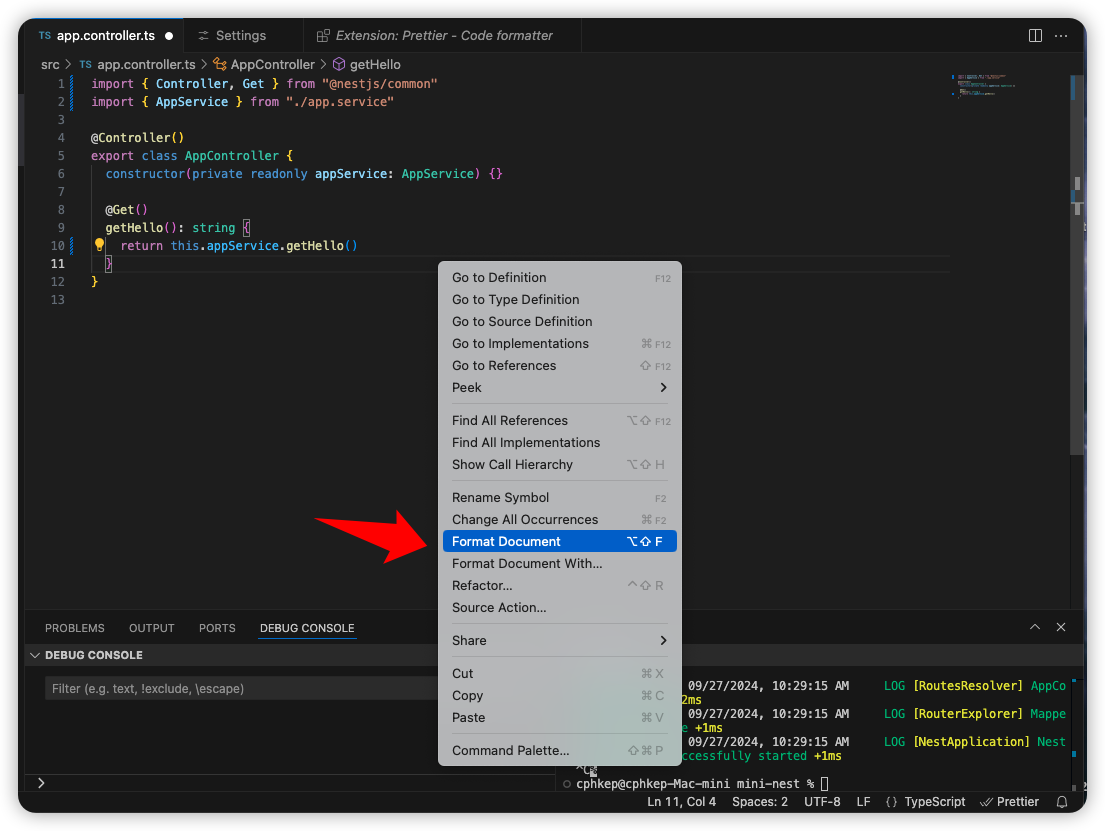 TS app.controller.ts ● Settings Extension: Prettier - Code formatter
src > TS app.controller.ts > AppController > getHello
1 import { Controller, Get } from "@nestjs/common"
2 import { AppService } from "./app.service"
3
4 @Controller()
5 export class AppController {
6 constructor(private readonly appService: AppService) {}
7
8 @Get()
9 getHello(): string {
10 return this.appService.getHello()
11 }
12 }
13
Go to Definition F12
Go to Type Definition
Go to Source Definition
Go to Implementations ⌘ F12
Go to References ⇧ F12
Peek >
Find All References ⌥⇧ F12
Find All Implementations
Show Call Hierarchy ⌥⇧ H
Rename Symbol F2
Change All Occurrences ⌘ F2
Format Document ⌥⇧ F
Format Document With...
Refactor... ^⇧ R
Source Action...
Share >
Cut ⌘ X
Copy ⌘ C
Paste ⌘ V
Command Palette... ⇧⌘ P
PROBLEMS OUTPUT PORTS DEBUG CONSOLE
DEBUG CONSOLE
Filter (e.g. text, !exclude, \escape)
09/27/2024, 10:29:15 AM LOG [RoutesResolver] AppCo
2ms
09/27/2024, 10:29:15 AM LOG [RouterExplorer] Mappe
e +1ms
09/27/2024, 10:29:15 AM LOG [NestApplication] Nest
ccessfully started +1ms
^C
cphkep@cphkep-Mac-mini mini-nest %
>
Ln 11, Col 4 Spaces: 2 UTF-8 LF {} TypeScript Prettier